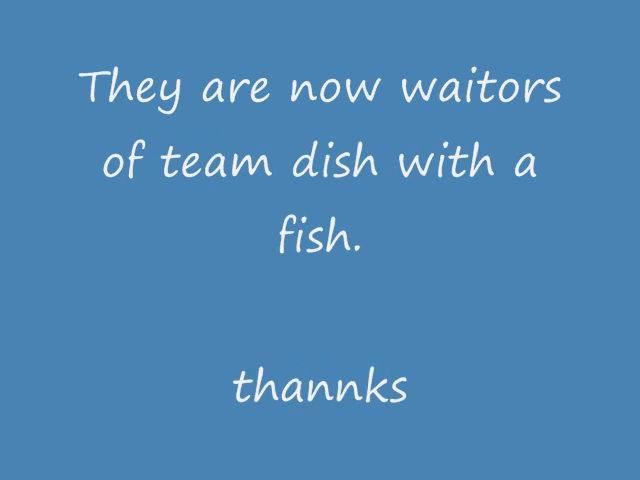 They are now waitors
of team dish with a
fish.
thannks